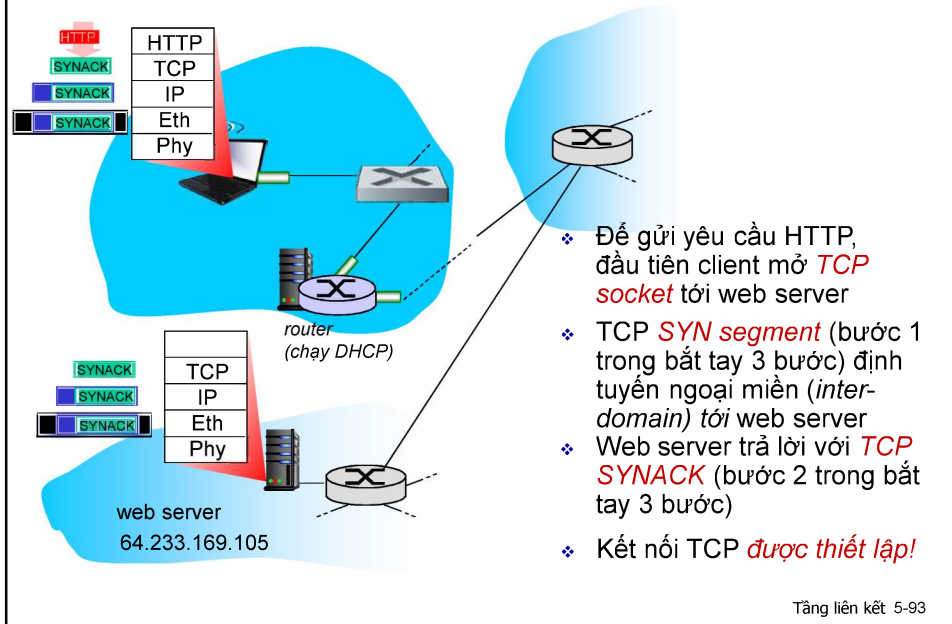 HTTP
SYNACK
SYNACK
SYNACK
HTTP
TCP
IP
Eth
Phy
router
(chạy DHCP)
SYNACK
SYNACK
SYNACK
TCP
IP
Eth
Phy
web server
64.233.169.105
❖ Để gửi yêu cầu HTTP,
đầu tiên client mở TCP
socket tới web server
❖ TCP SYN segment (bước 1
trong bắt tay 3 bước) định
tuyến ngoại miền (inter-
domain) tới web server
❖ Web server trả lời với TCP
SYNACK (bước 2 trong bắt
tay 3 bước)
❖ Kết nối TCP được thiết lập!
Tầng liên kết 5-93